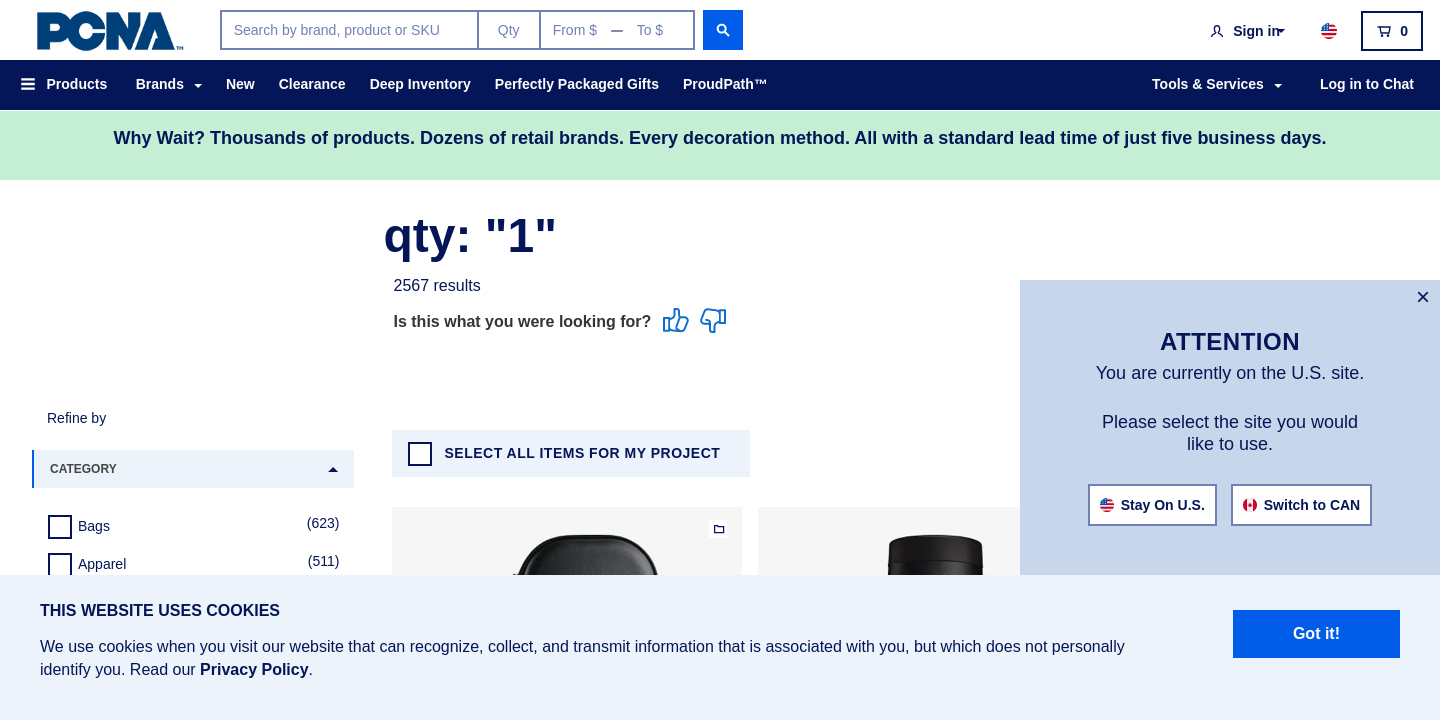 PCNA™
Search by brand, product or SKU
Qty
From $ — To $
Sign in
0
Products
Brands
New
Clearance
Deep Inventory
Perfectly Packaged Gifts
ProudPath™
Tools & Services
Log in to Chat
Why Wait? Thousands of products. Dozens of retail brands. Every decoration method. All with a standard lead time of just five business days.
qty: "1"
2567 results
Is this what you were looking for?
×
ATTENTION
You are currently on the U.S. site.
Please select the site you would
like to use.
Stay On U.S.
Switch to CAN
Refine by
CATEGORY
Bags (623)
Apparel (511)
SELECT ALL ITEMS FOR MY PROJECT
THIS WEBSITE USES COOKIES
We use cookies when you visit our website that can recognize, collect, and transmit information that is associated with you, but which does not personally
identify you. Read our Privacy Policy.
Got it!